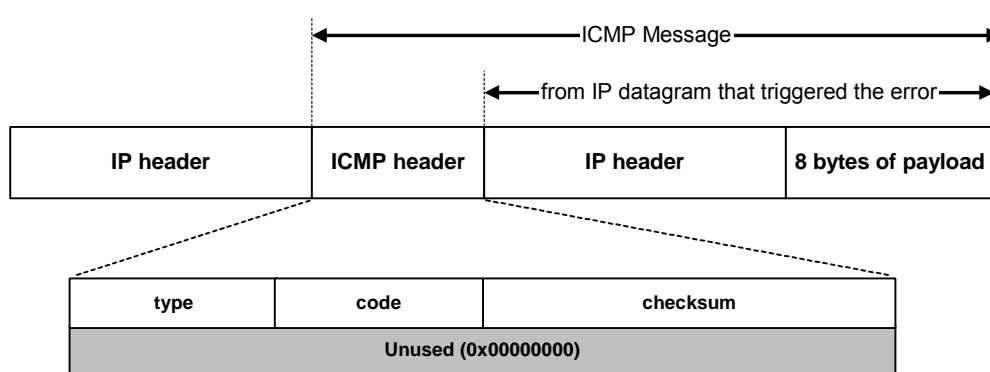 ICMP Message
from IP datagram that triggered the error
IP header ICMP header IP header 8 bytes of payload
type code checksum
Unused (0x00000000)